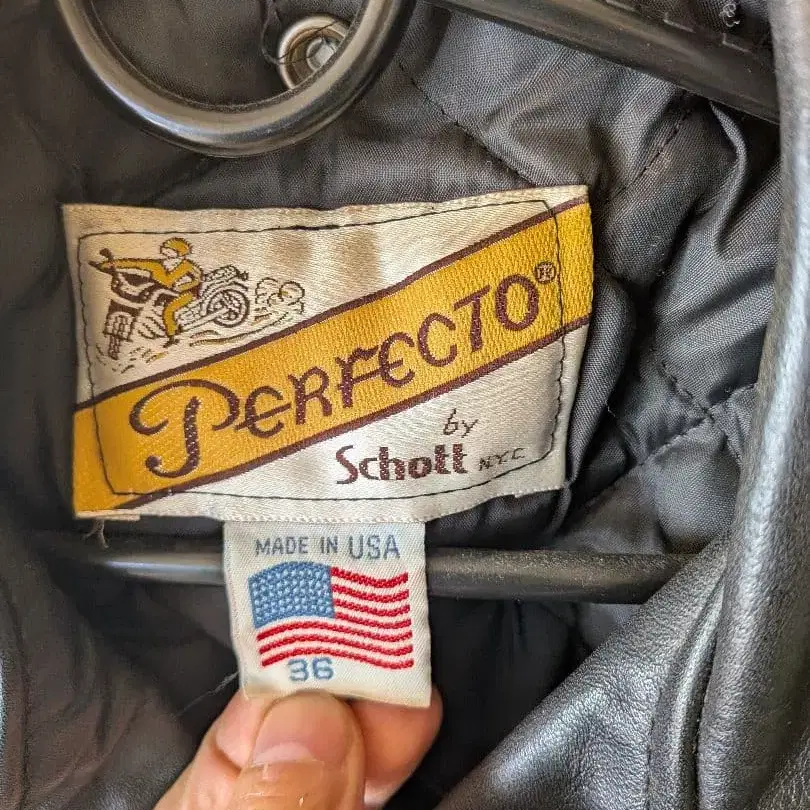 PERFECTO®
by
Schott N.Y.C.
MADE IN USA
36